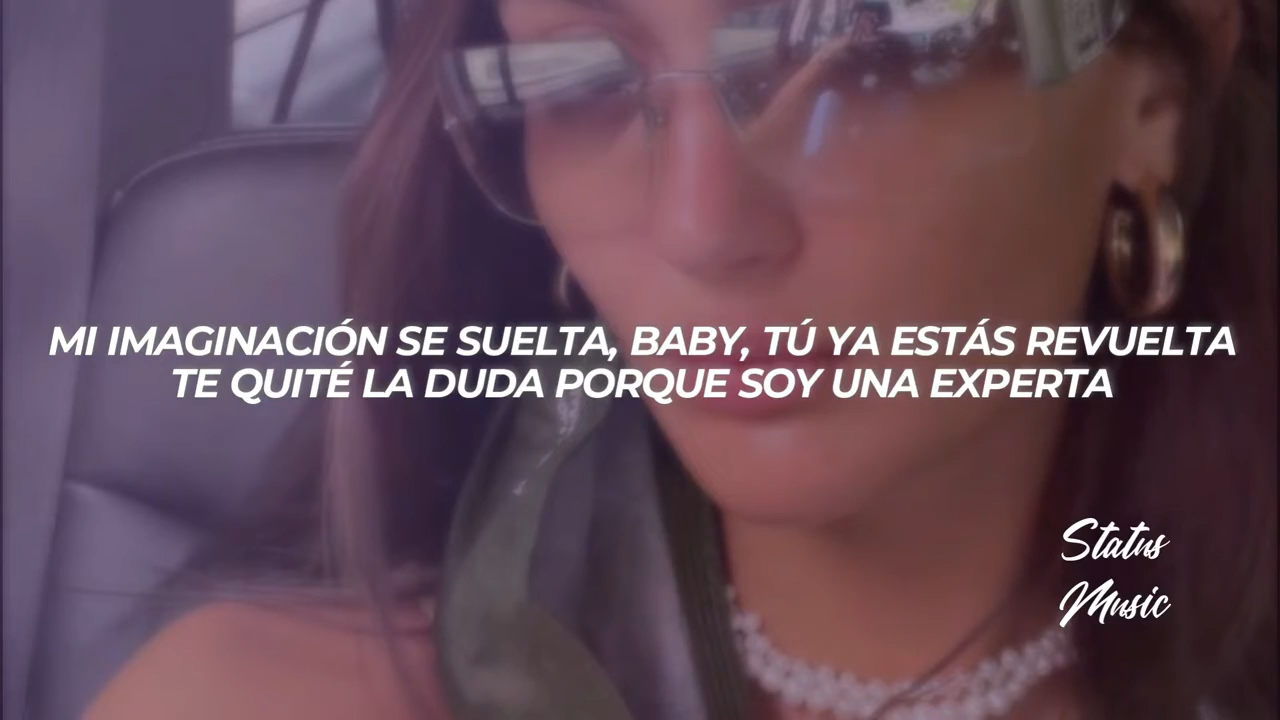 MI IMAGINACIÓN SE SUELTA, BABY, TÚ YA ESTÁS REVUELTA
TE QUITÉ LA DUDA PORQUE SOY UNA EXPERTA
Status
Music